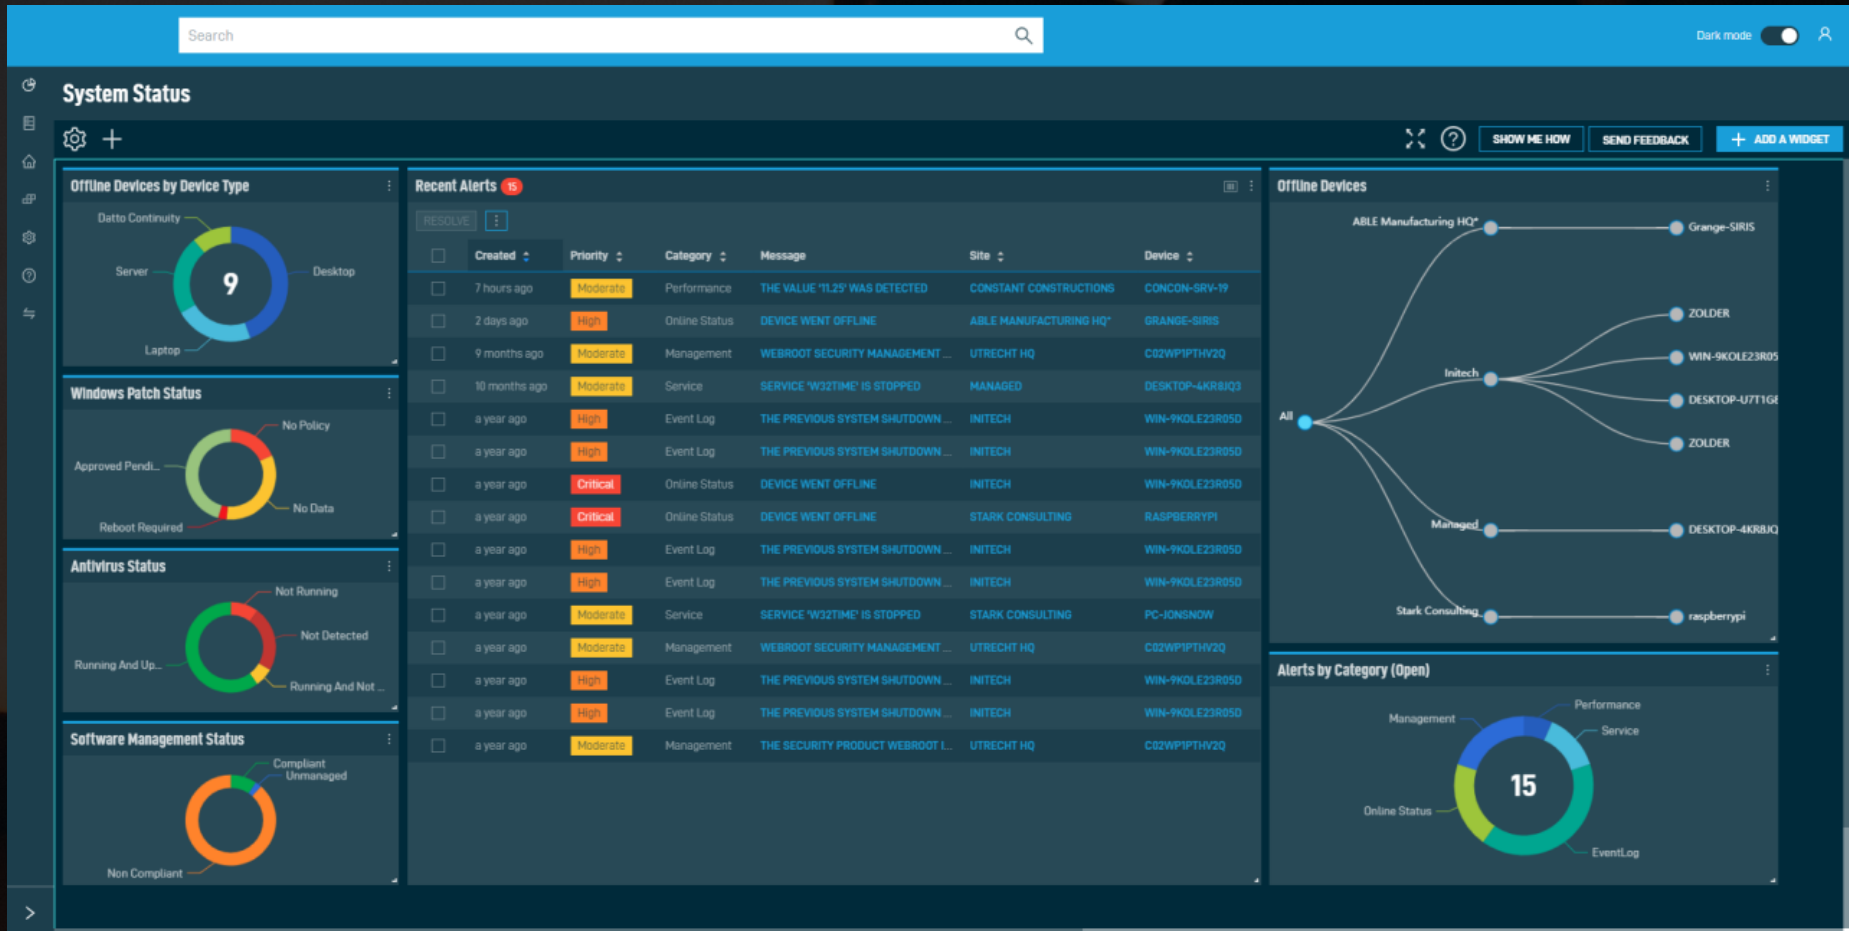 Search
Dark mode
System Status
SHOW ME HOW
SEND FEEDBACK
+ ADD A WIDGET
Offline Devices by Device Type
Datto Continuity
Server
9
Desktop
Laptop
Windows Patch Status
No Policy
Approved Pendi...
No Data
Reboot Required
Antivirus Status
Not Running
Not Detected
Running And Up...
Running And Not ...
Software Management Status
Compliant
Unmanaged
Non Compliant
Recent Alerts 15
RESOLVE
Created Priority Category Message Site Device
7 hours ago Moderate Performance THE VALUE '11.25' WAS DETECTED CONSTANT CONSTRUCTIONS CONCON-SRV-19
2 days ago High Online Status DEVICE WENT OFFLINE ABLE MANUFACTURING HQ* GRANGE-SIRIS
9 months ago Moderate Management WEBROOT SECURITY MANAGEMENT ... UTRECHT HQ C02WP1PTHV2Q
10 months ago Moderate Service SERVICE 'W32TIME' IS STOPPED MANAGED DESKTOP-4KR8JQ3
a year ago High Event Log THE PREVIOUS SYSTEM SHUTDOWN ... INITECH WIN-9KOLE23R05D
a year ago High Event Log THE PREVIOUS SYSTEM SHUTDOWN ... INITECH WIN-9KOLE23R05D
a year ago Critical Online Status DEVICE WENT OFFLINE INITECH WIN-9KOLE23R05D
a year ago Critical Online Status DEVICE WENT OFFLINE STARK CONSULTING RASPBERRYPI
a year ago High Event Log THE PREVIOUS SYSTEM SHUTDOWN ... INITECH WIN-9KOLE23R05D
a year ago High Event Log THE PREVIOUS SYSTEM SHUTDOWN ... INITECH WIN-9KOLE23R05D
a year ago Moderate Service SERVICE 'W32TIME' IS STOPPED STARK CONSULTING PC-JONSNOW
a year ago Moderate Management WEBROOT SECURITY MANAGEMENT ... UTRECHT HQ C02WP1PTHV2Q
a year ago High Event Log THE PREVIOUS SYSTEM SHUTDOWN ... INITECH WIN-9KOLE23R05D
a year ago High Event Log THE PREVIOUS SYSTEM SHUTDOWN ... INITECH WIN-9KOLE23R05D
a year ago Moderate Management THE SECURITY PRODUCT WEBROOT I... UTRECHT HQ C02WP1PTHV2Q
Offline Devices
ABLE Manufacturing HQ*
Grange-SIRIS
ZOLDER
WIN-9KOLE23R05
Initech
DESKTOP-U7T1GE
All
ZOLDER
Managed
DESKTOP-4KR8JQ
Stark Consulting
raspberrypi
Alerts by Category (Open)
Performance
Management
Service
15
Online Status
EventLog